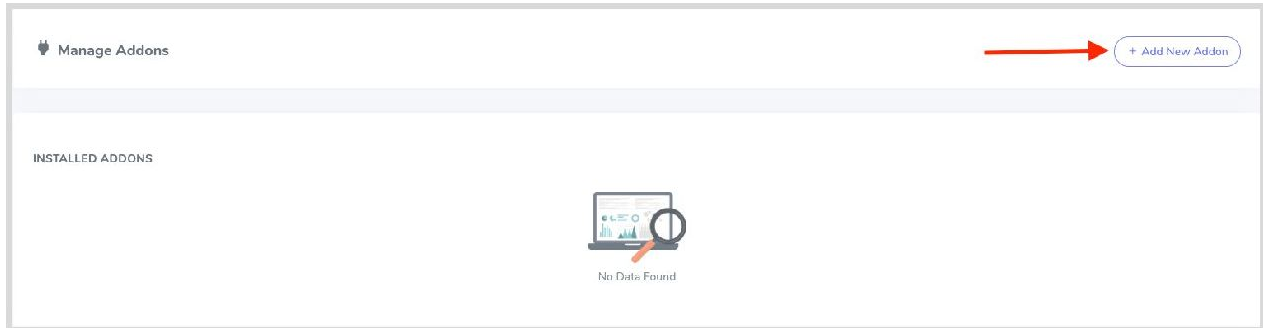 Manage Addons
+ Add New Addon
INSTALLED ADDONS
No Data Found